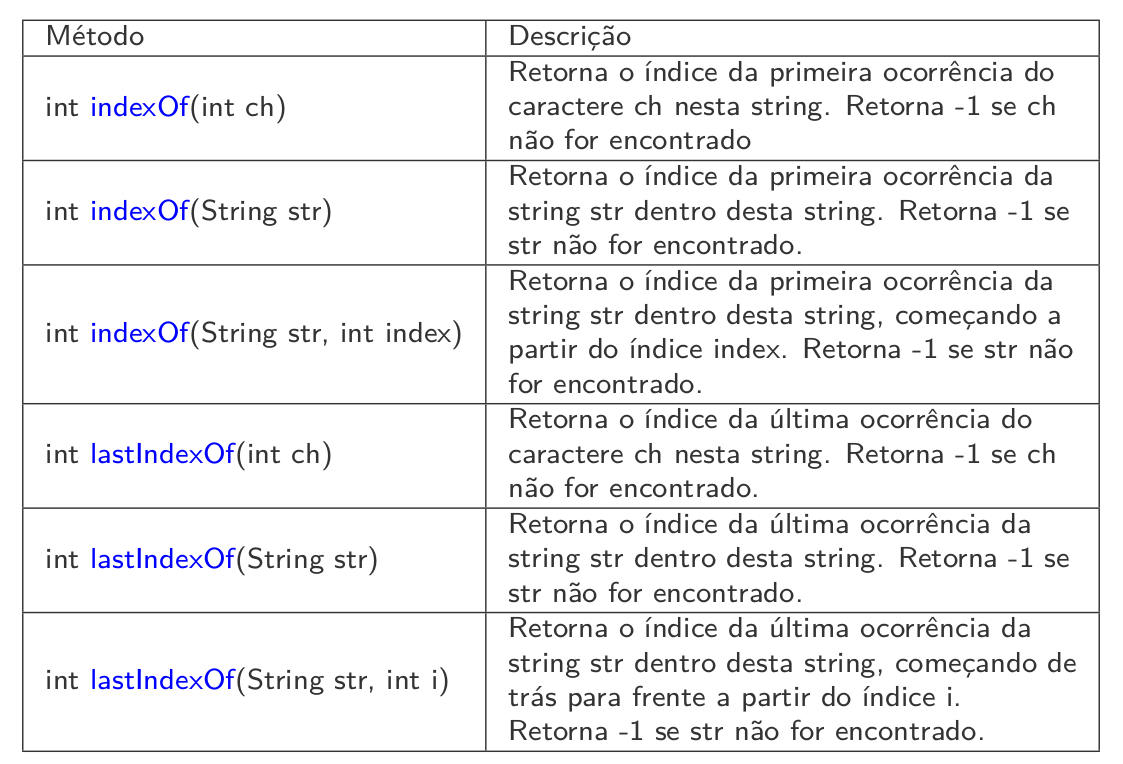 Método
Descrição
int indexOf(int ch)
Retorna o índice da primeira ocorrência do
caractere ch nesta string. Retorna -1 se ch
não for encontrado
int indexOf(String str)
Retorna o índice da primeira ocorrência da
string str dentro desta string. Retorna -1 se
str não for encontrado.
int indexOf(String str, int index)
Retorna o índice da primeira ocorrência da
string str dentro desta string, começando a
partir do índice index. Retorna -1 se str não
for encontrado.
int lastIndexOf(int ch)
Retorna o índice da última ocorrência do
caractere ch nesta string. Retorna -1 se ch
não for encontrado.
int lastIndexOf(String str)
Retorna o índice da última ocorrência da
string str dentro desta string. Retorna -1 se
str não for encontrado.
int lastIndexOf(String str, int i)
Retorna o índice da última ocorrência da
string str dentro desta string, começando de
trás para frente a partir do índice i.
Retorna -1 se str não for encontrado.